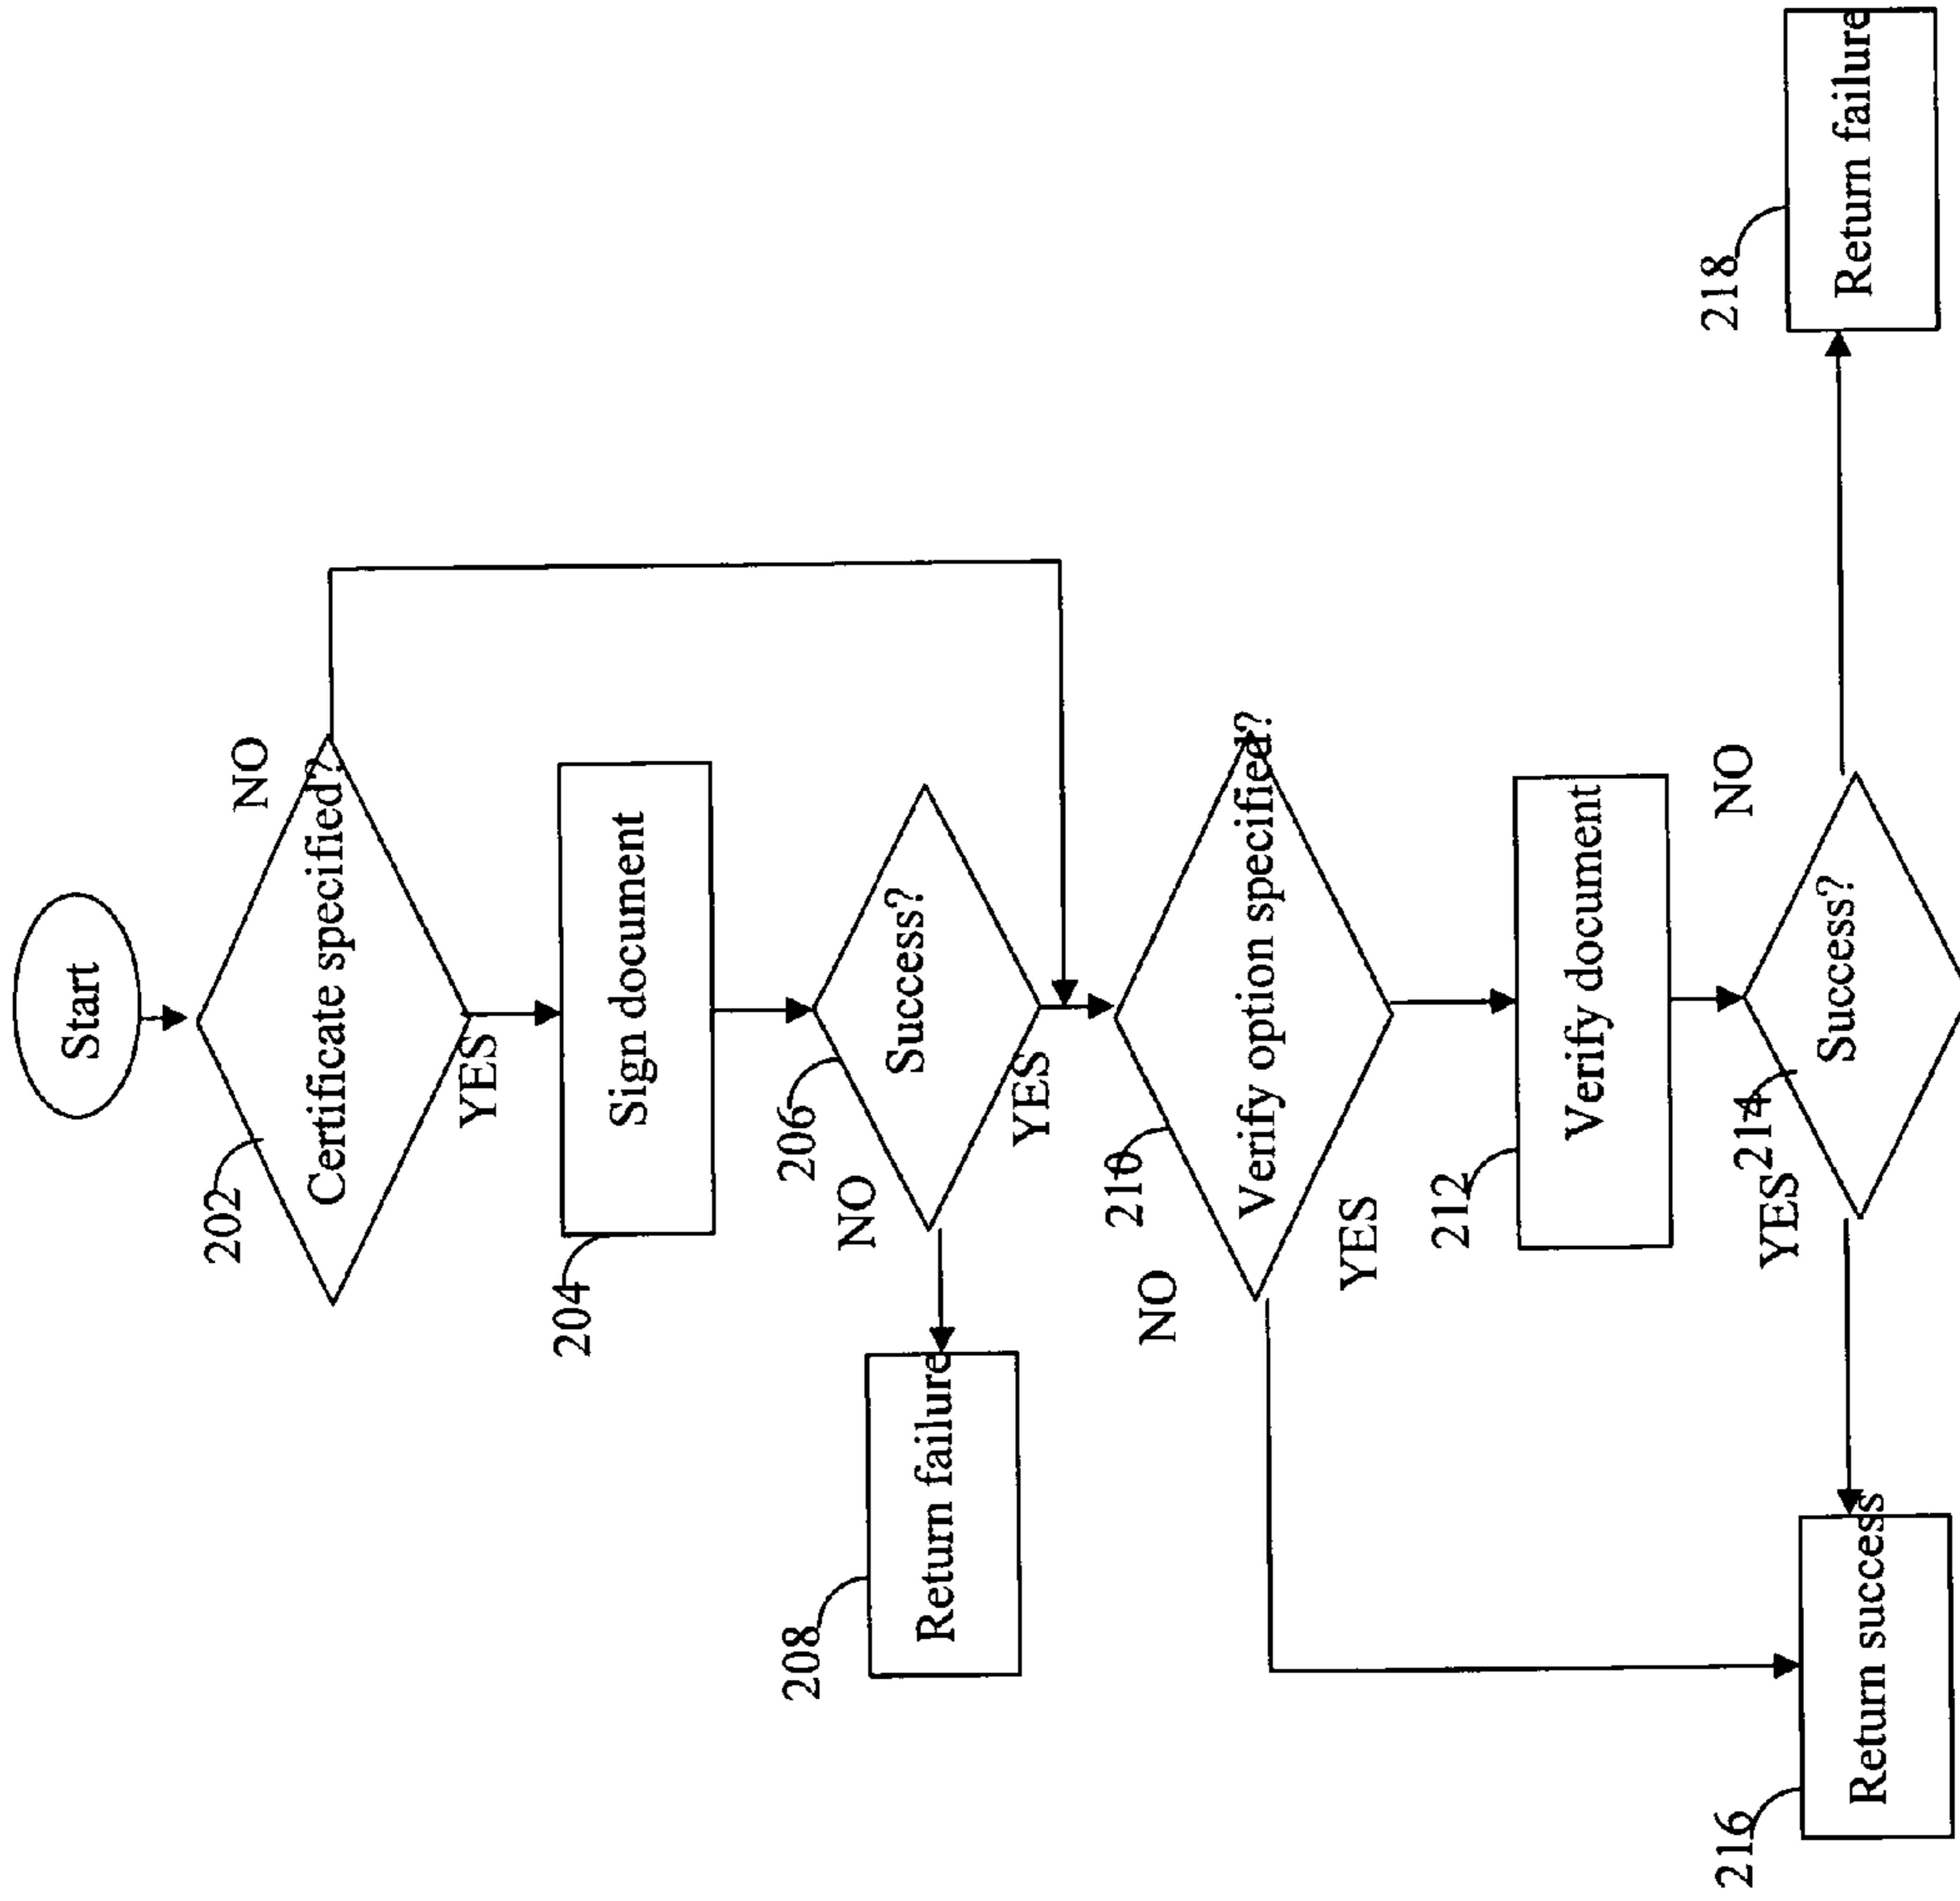 Start
202
Certificate specified?
NO
YES
204
Sign document
206
Success?
NO
YES
208
Return failure
210
Verify option specified?
NO
YES
212
Verify document
214
Success?
YES
NO
216
Return success
218
Return failure